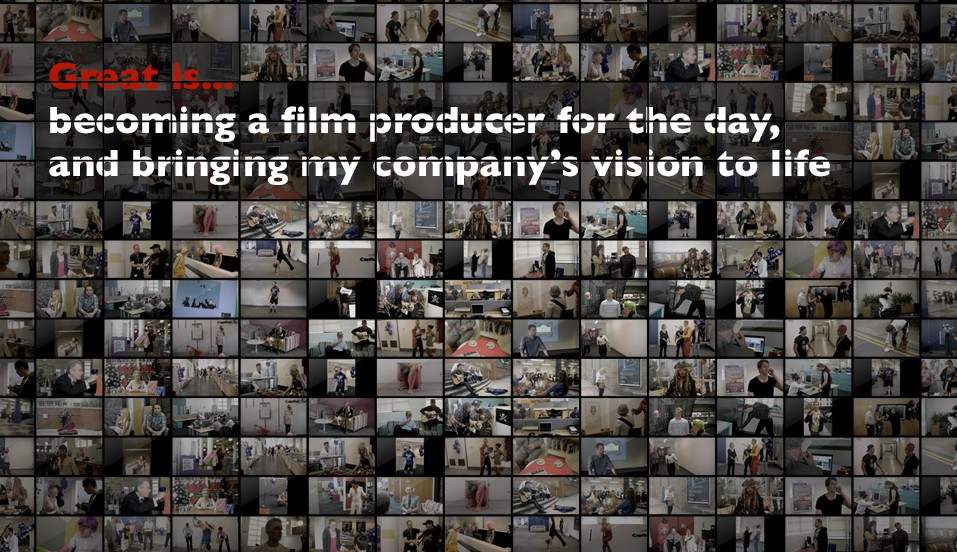 Great is...
becoming a film producer for the day,
and bringing my company's vision to life